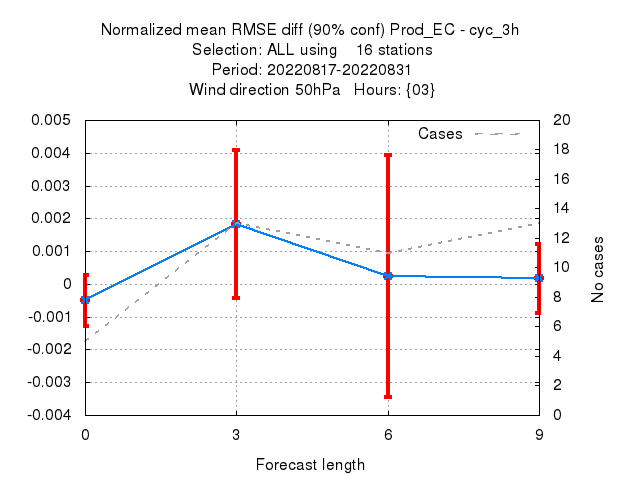 Normalized mean RMSE diff (90% conf) Prod_EC - cyc_3h
Selection: ALL using    16 stations
Period: 20220817-20220831
Wind direction 50hPa   Hours: {03}
Cases
0.005
0.004
0.003
0.002
0.001
0
-0.001
-0.002
-0.003
-0.004
20
18
16
14
12
10
8
6
4
2
0
No cases
0 3 6 9
Forecast length